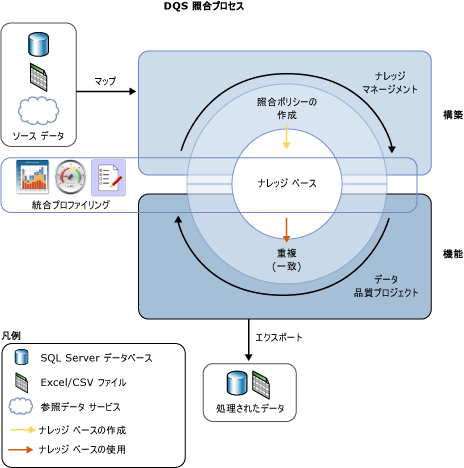 DQS 照合プロセス
ソース データ
マップ
ナレッジ
マネージメント
照合ポリシーの
作成
構築
ナレッジ ベース
統合プロファイリング
重複
(一致)
機能
データ
品質プロジェクト
エクスポート
処理されたデータ
凡例
SQL Server データベース
Excel/CSV ファイル
参照データ サービス
ナレッジ ベースの作成
ナレッジ ベースの使用